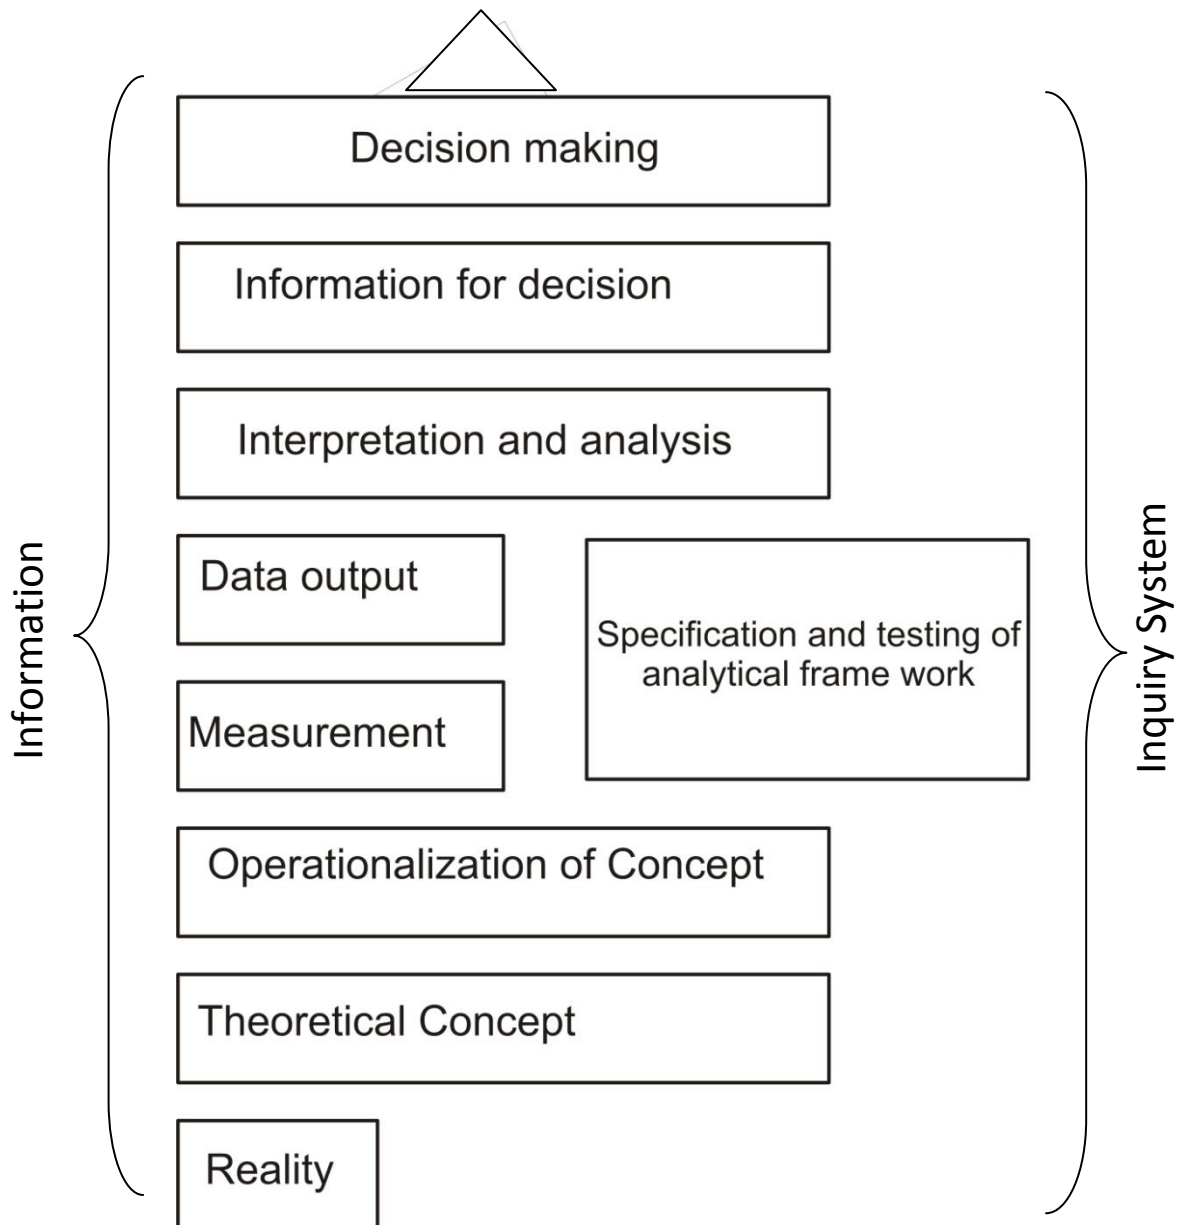 Decision making
Information for decision
Interpretation and analysis
Data output
Specification and testing of
analytical frame work
Measurement
Operationalization of Concept
Theoretical Concept
Reality
Information
Inquiry System